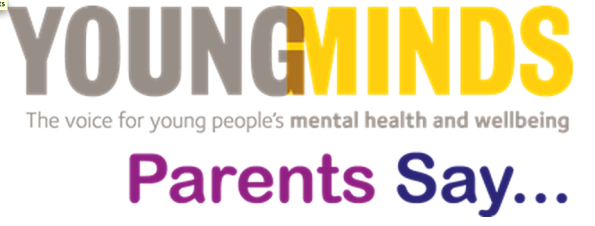 YOUNGMINDS
The voice for young people's mental health and wellbeing
Parents Say...